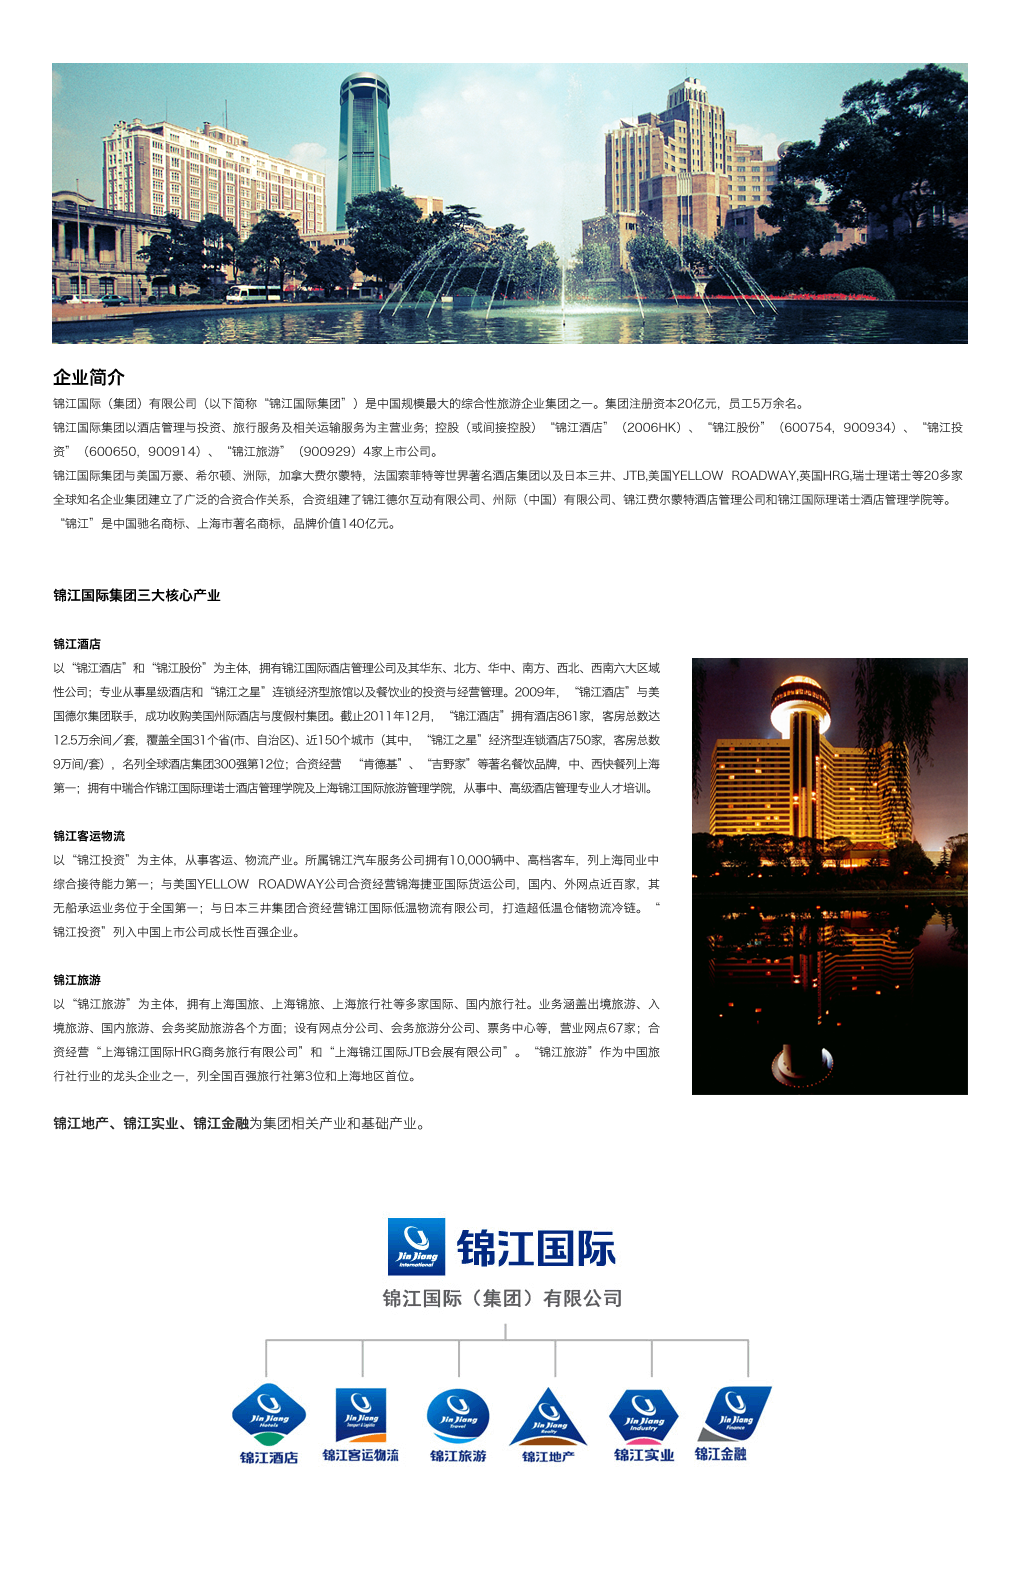 企业简介
锦江国际（集团）有限公司（以下简称“锦江国际集团”）是中国规模最大的综合性旅游企业集团之一。集团注册资本20亿元，员工5万余名。
锦江国际集团以酒店管理与投资、旅行服务及相关运输服务为主营业务；控股（或间接控股）“锦江酒店”（2006HK）、“锦江股份”（600754，900934）、“锦江投
资”（600650，900914）、“锦江旅游”（900929）4家上市公司。
锦江国际集团与美国万豪、希尔顿、洲际，加拿大费尔蒙特，法国索菲特等世界著名酒店集团以及日本三井、JTB,美国YELLOW ROADWAY,英国HRG,瑞士理诺士等20多家
全球知名企业集团建立了广泛的合资合作关系，合资组建了锦江德尔互动有限公司、州际（中国）有限公司、锦江费尔蒙特酒店管理公司和锦江国际理诺士酒店管理学院等。
“锦江”是中国驰名商标、上海市著名商标，品牌价值140亿元。
锦江国际集团三大核心产业
锦江酒店
以“锦江酒店”和“锦江股份”为主体，拥有锦江国际酒店管理公司及其华东、北方、华中、南方、西北、西南六大区域
性公司；专业从事星级酒店和“锦江之星”连锁经济型旅馆以及餐饮业的投资与经营管理。2009年，“锦江酒店”与美
国德尔集团联手，成功收购美国州际酒店与度假村集团。截止2011年12月，“锦江酒店”拥有酒店861家，客房总数达
12.5万余间／套，覆盖全国31个省(市、自治区)、近150个城市（其中，“锦江之星”经济型连锁酒店750家，客房总数
9万间/套），名列全球酒店集团300强第12位；合资经营 “肯德基”、“吉野家”等著名餐饮品牌，中、西快餐列上海
第一；拥有中瑞合作锦江国际理诺士酒店管理学院及上海锦江国际旅游管理学院，从事中、高级酒店管理专业人才培训。
锦江客运物流
以“锦江投资”为主体，从事客运、物流产业。所属锦江汽车服务公司拥有10,000辆中、高档客车，列上海同业中
综合接待能力第一；与美国YELLOW ROADWAY公司合资经营锦海捷亚国际货运公司，国内、外网点近百家，其
无船承运业务位于全国第一；与日本三井集团合资经营锦江国际低温物流有限公司，打造超低温仓储物流冷链。“
锦江投资”列入中国上市公司成长性百强企业。
锦江旅游
以“锦江旅游”为主体，拥有上海国旅、上海锦旅、上海旅行社等多家国际、国内旅行社。业务涵盖出境旅游、入
境旅游、国内旅游、会务奖励旅游各个方面；设有网点分公司、会务旅游分公司、票务中心等，营业网点67家；合
资经营“上海锦江国际HRG商务旅行有限公司”和“上海锦江国际JTB会展有限公司”。“锦江旅游”作为中国旅
行社行业的龙头企业之一，列全国百强旅行社第3位和上海地区首位。
锦江地产、锦江实业、锦江金融为集团相关产业和基础产业。
Jin Jiang
International
锦江国际
锦江国际（集团）有限公司
Jin Jiang
Hotels
锦江酒店
Jin Jiang
Transport & Logistics
锦江客运物流
Jin Jiang
Travel
锦江旅游
Jin Jiang
Realty
锦江地产
Jin Jiang
Industry
锦江实业
Jin Jiang
Finance
锦江金融